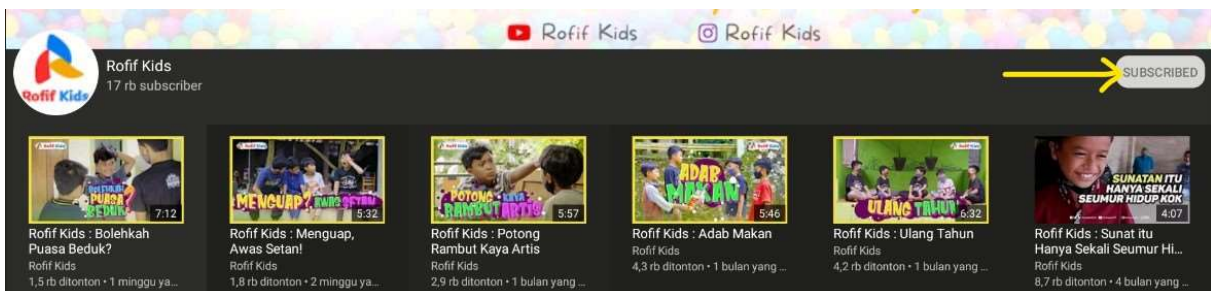 Rofif Kids Rofif Kids
Rofif Kids
Rofif Kids
17 rb subscriber
SUBSCRIBED
BOLEHKAH
PUASA
BEDUK
7:12
MENGUAP? AWAS SETAN!
5:32
POTONG KAYA
RAMBUT ARTIS
5:57
ADAB
MAKAN
5:46
ULANG TAHUN
6:32
SUNATAN ITU
HANYA SEKALI
SEUMUR HIDUP KOK
4:07
Rofif Kids : Bolehkah
Puasa Beduk?
Rofif Kids
1,5 rb ditonton • 1 minggu ya...
Rofif Kids : Menguap,
Awas Setan!
Rofif Kids
1,8 rb ditonton • 2 minggu ya...
Rofif Kids : Potong
Rambut Kaya Artis
Rofif Kids
2,9 rb ditonton • 1 bulan yang ...
Rofif Kids : Adab Makan
Rofif Kids
4,3 rb ditonton • 1 bulan yang ...
Rofif Kids : Ulang Tahun
Rofif Kids
4,2 rb ditonton • 1 bulan yang ...
Rofif Kids : Sunat itu
Hanya Sekali Seumur Hi...
Rofif Kids
8,7 rb ditonton • 4 bulan yang ...